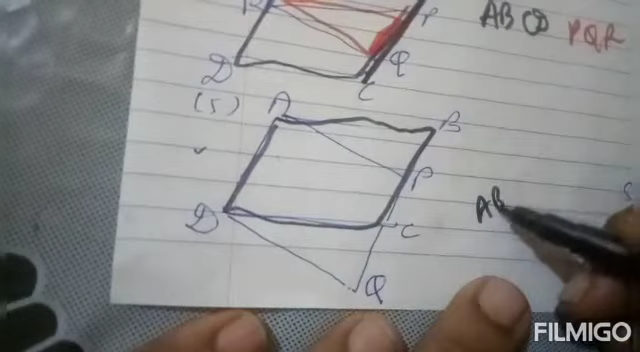 R P ABCD PQR
D Q
C
(5) A B
P
AB
D C
Q
FILMIGO